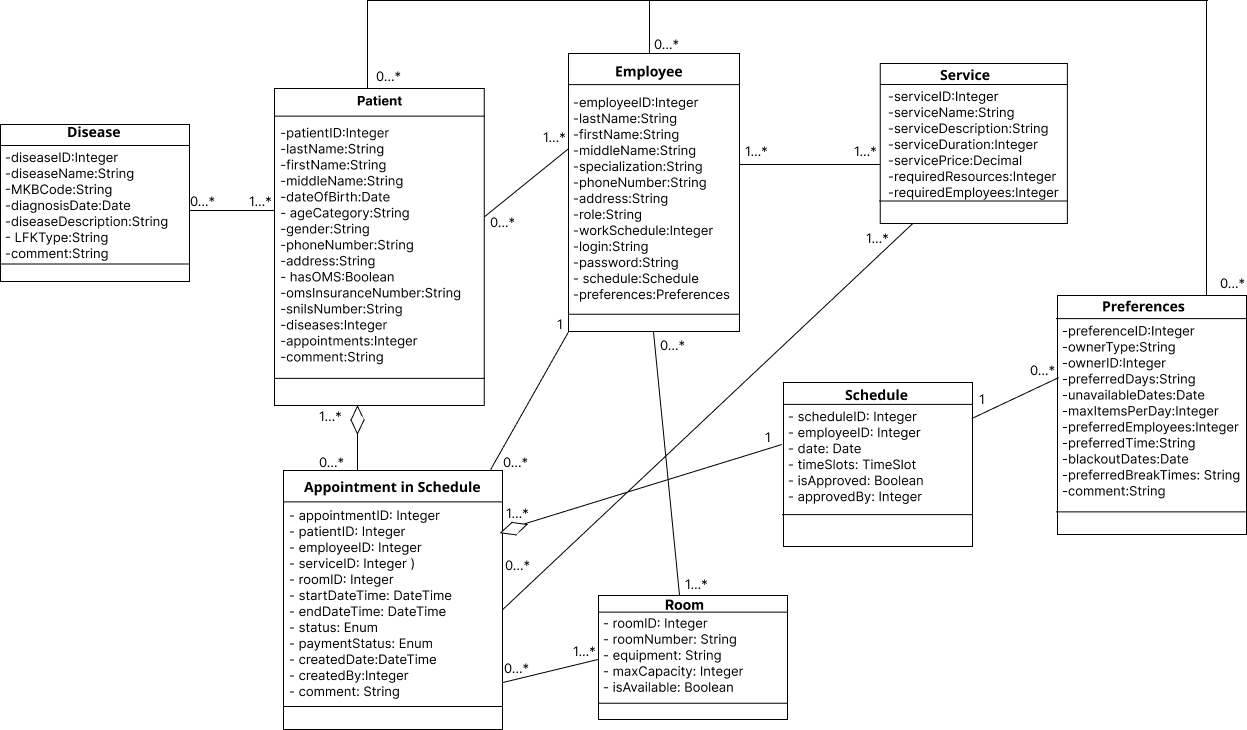 0...*
0...*
0...*
Disease
-diseaseID:Integer
-diseaseName:String
-MKBCode:String
-diagnosisDate:Date
-diseaseDescription:String
- LFKType:String
-comment:String
0...*
1...*
Patient
-patientID:Integer
-lastName:String
-firstName:String
-middleName:String
-dateOfBirth:Date
- ageCategory:String
-gender:String
-phoneNumber:String
-address:String
- hasOMS:Boolean
-omsInsuranceNumber:String
-snilsNumber:String
-diseases:Integer
-appointments:Integer
-comment:String
0...*
1...*
Employee
-employeeID:Integer
-lastName:String
-firstName:String
-middleName:String
-specialization:String
-phoneNumber:String
-address:String
-role:String
-workSchedule:Integer
-login:String
-password:String
- schedule:Schedule
-preferences:Preferences
1...*
1...*
Service
-serviceID:Integer
-serviceName:String
-serviceDescription:String
-serviceDuration:Integer
-servicePrice:Decimal
-requiredResources:Integer
-requiredEmployees:Integer
1...*
Preferences
-preferenceID:Integer
-ownerType:String
-ownerID:Integer
-preferredDays:String
-unavailableDates:Date
-maxItemsPerDay:Integer
-preferredEmployees:Integer
-preferredTime:String
-blackoutDates:Date
-preferredBreakTimes: String
-comment:String
1
0...*
0...*
1
Schedule
- scheduleID: Integer
- employeeID: Integer
- date: Date
- timeSlots: TimeSlot
- isApproved: Boolean
- approvedBy: Integer
1
1...*
0...*
0...*
Appointment in Schedule
- appointmentID: Integer
- patientID: Integer
- employeeID: Integer
- serviceID: Integer )
- roomID: Integer
- startDateTime: DateTime
- endDateTime: DateTime
- status: Enum
- paymentStatus: Enum
- createdDate:DateTime
- createdBy:Integer
- comment: String
1...*
0...*
0...*
1...*
1...*
Room
- roomID: Integer
- roomNumber: String
- equipment: String
- maxCapacity: Integer
- isAvailable: Boolean